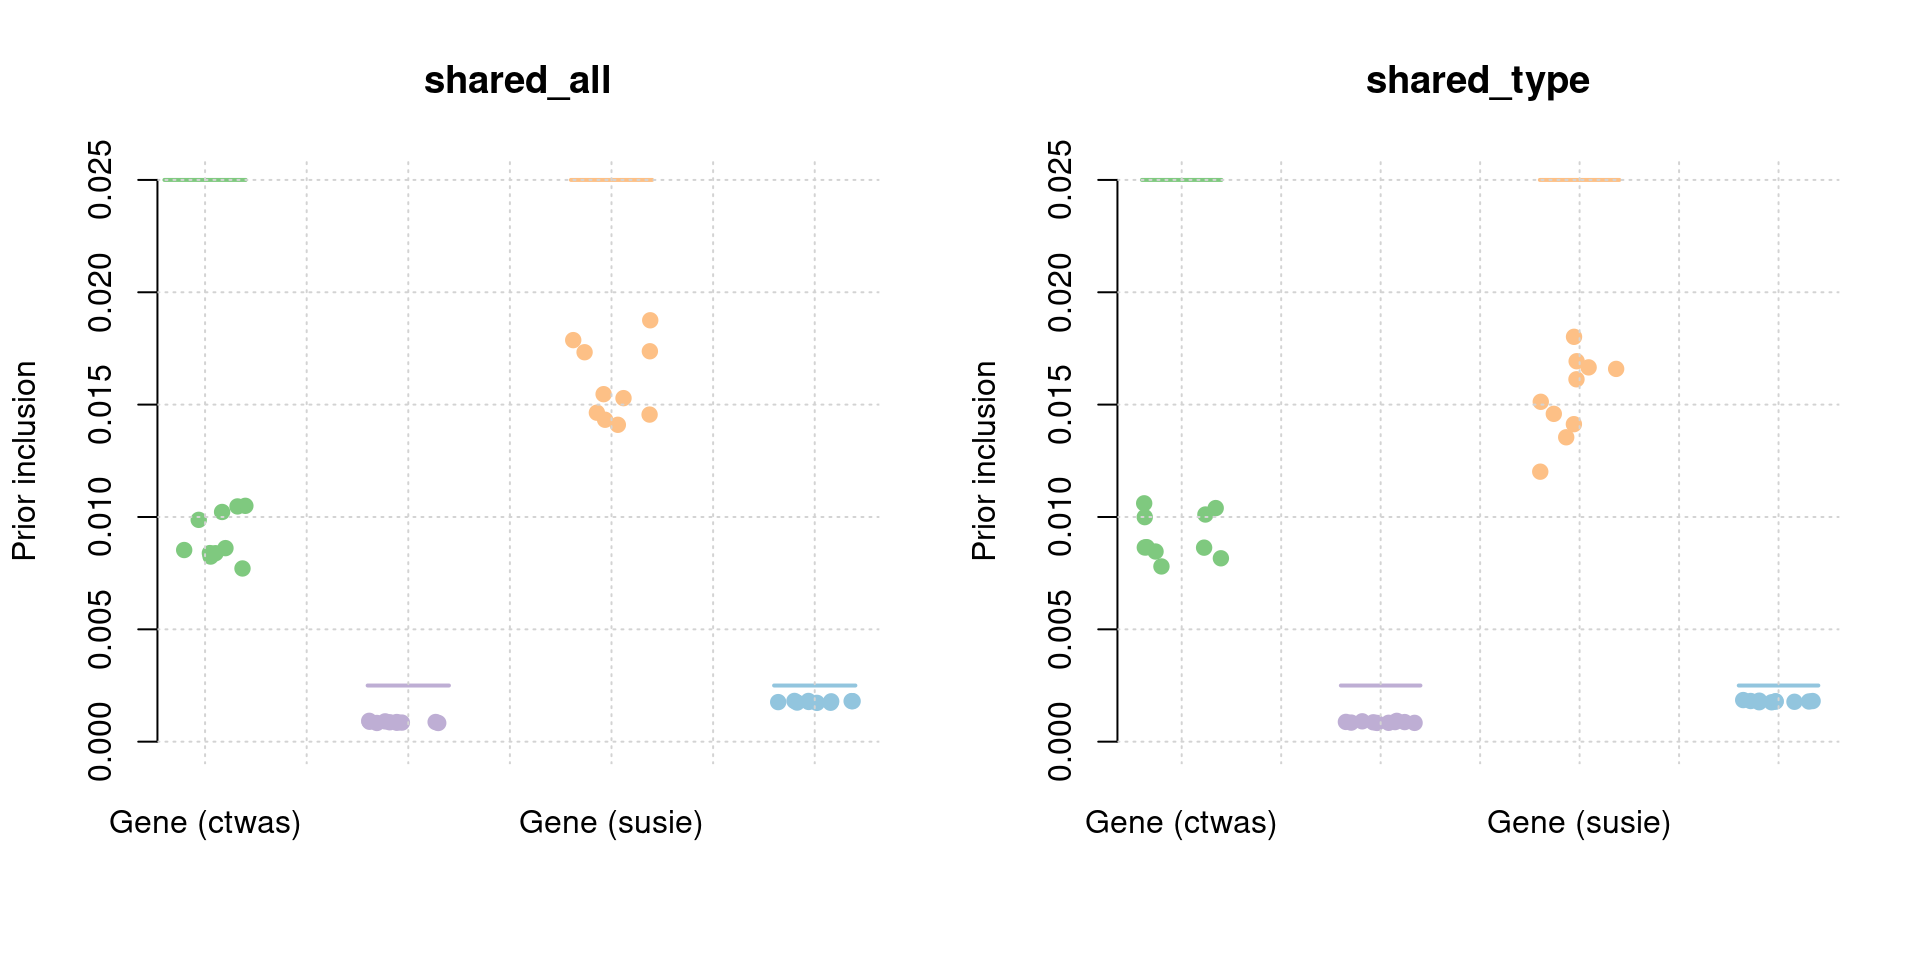 shared_all
Prior inclusion
0.025
0.020
0.015
0.010
0.005
0.000
Gene (ctwas)
Gene (susie)
shared_type
Prior inclusion
0.025
0.020
0.015
0.010
0.005
0.000
Gene (ctwas)
Gene (susie)